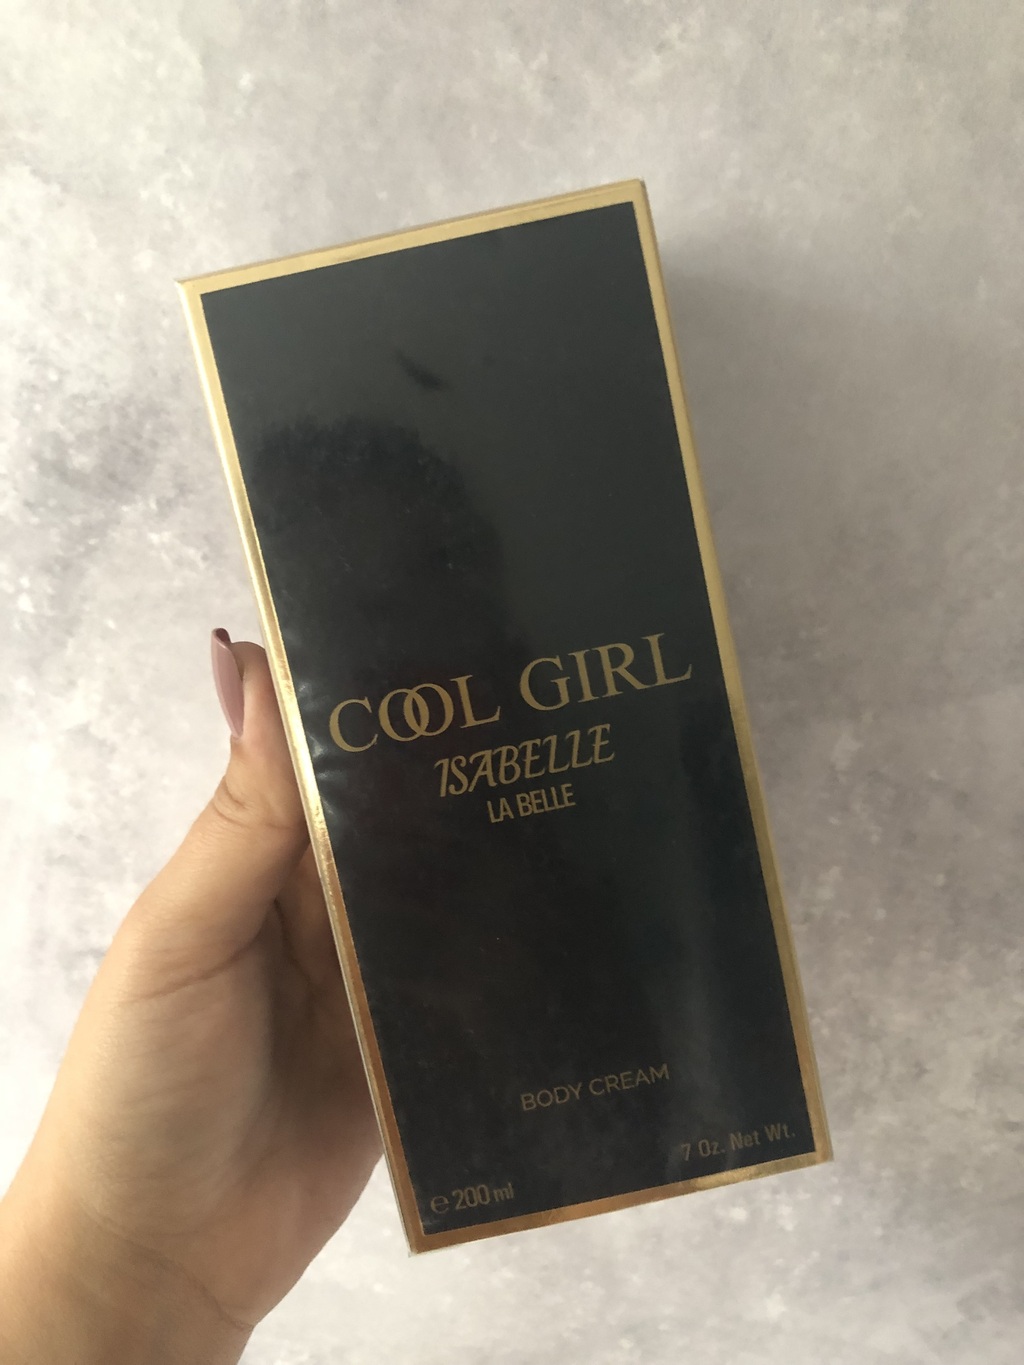 COOL GIRL
ISABELLE
LA BELLE
BODY CREAM
7 Oz. Net Wt.
℮ 200 ml